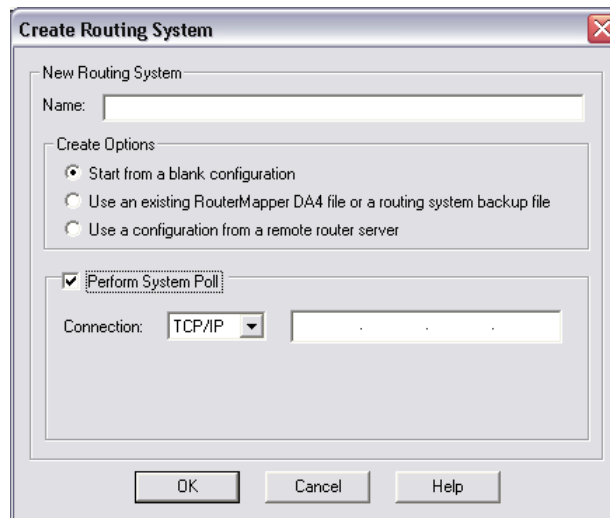 Create Routing System
New Routing System
Name:
Create Options
Start from a blank configuration
Use an existing RouterMapper DA4 file or a routing system backup file
Use a configuration from a remote router server
Perform System Poll
Connection: TCP/IP . . .
OK Cancel Help